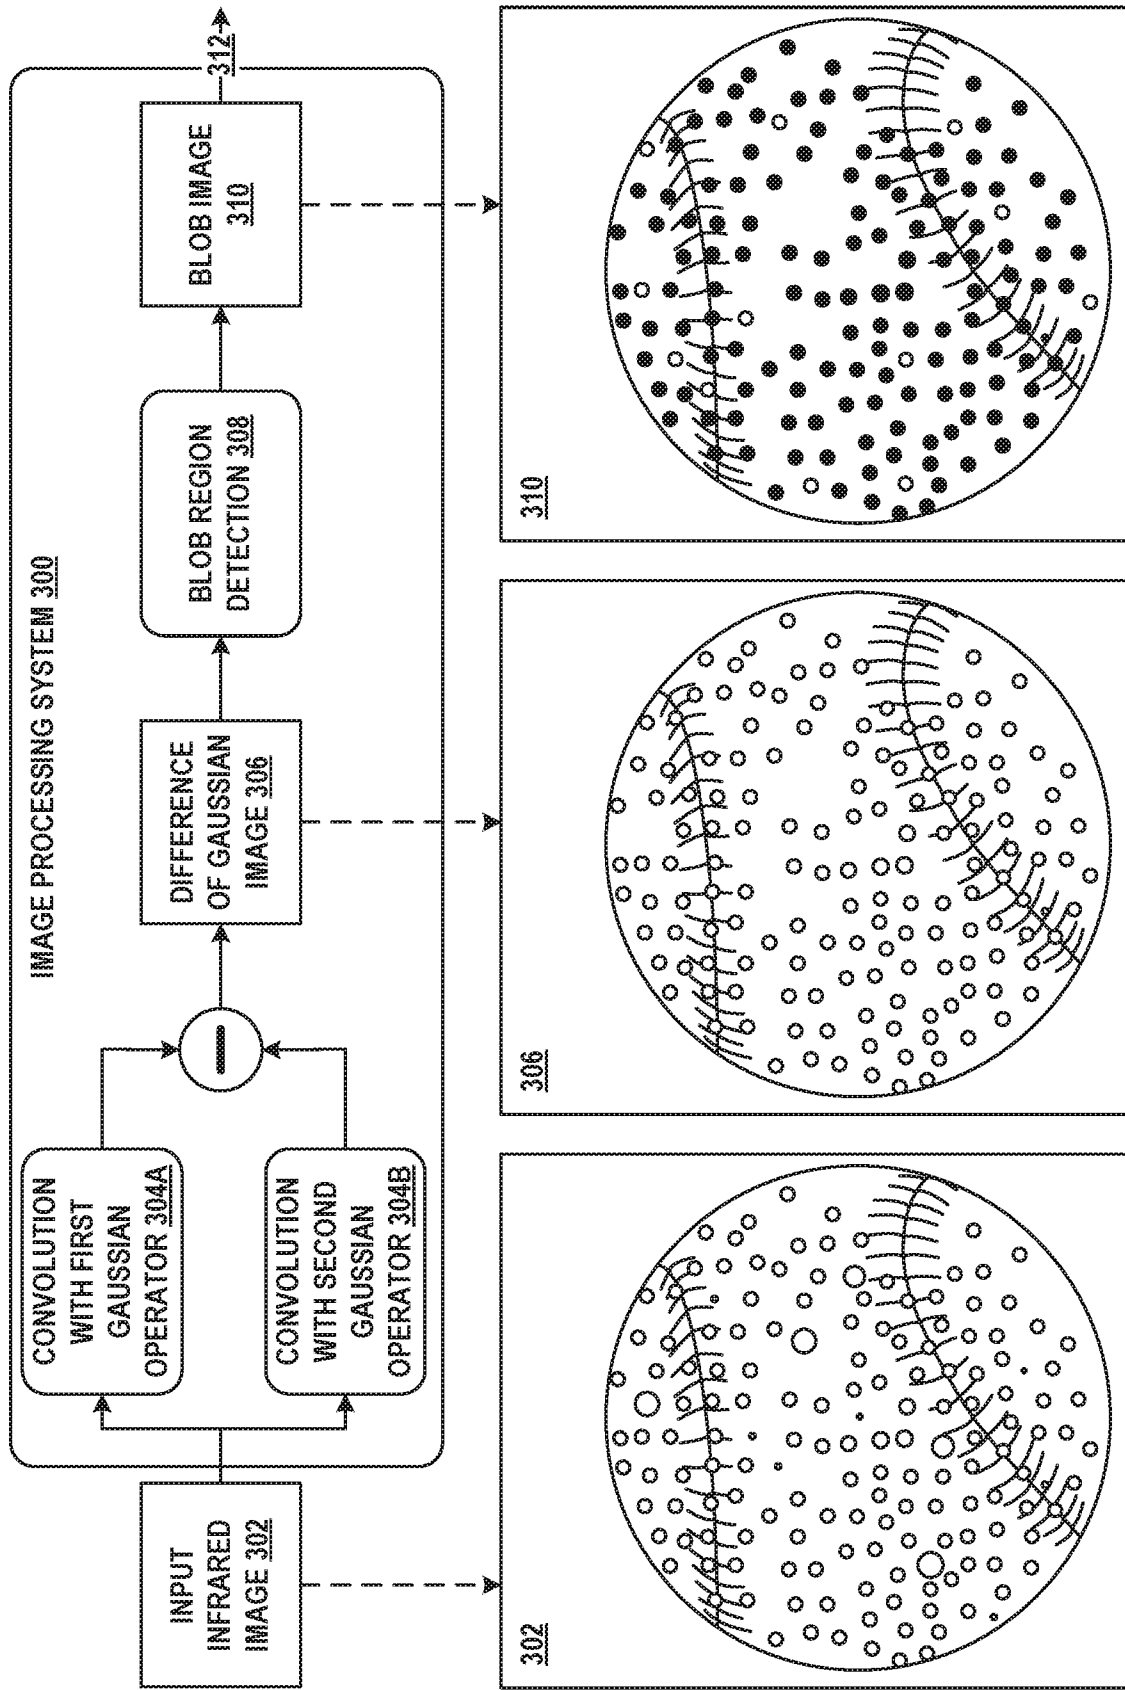 IMAGE PROCESSING SYSTEM 300
INPUT
INFRARED
IMAGE 302
CONVOLUTION
WITH FIRST
GAUSSIAN
OPERATOR 304A
CONVOLUTION
WITH SECOND
GAUSSIAN
OPERATOR 304B
DIFFERENCE
OF GAUSSIAN
IMAGE 306
BLOB REGION
DETECTION 308
BLOB IMAGE
310
312
302
306
310